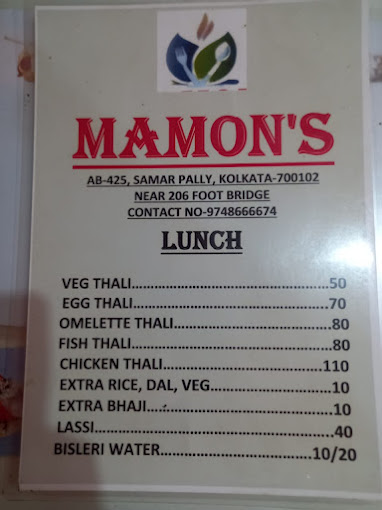 MAMON'S
AB-425, SAMAR PALLY, KOLKATA-700102
NEAR 206 FOOT BRIDGE
CONTACT NO-9748666674
LUNCH
VEG THALI....................................................50
EGG THALI....................................................70
OMELETTE THALI..........................................80
FISH THALI....................................................80
CHICKEN THALI..........................................110
EXTRA RICE, DAL, VEG................................10
EXTRA BHAJI................................................10
LASSI............................................................40
BISLERI WATER......................................10/20